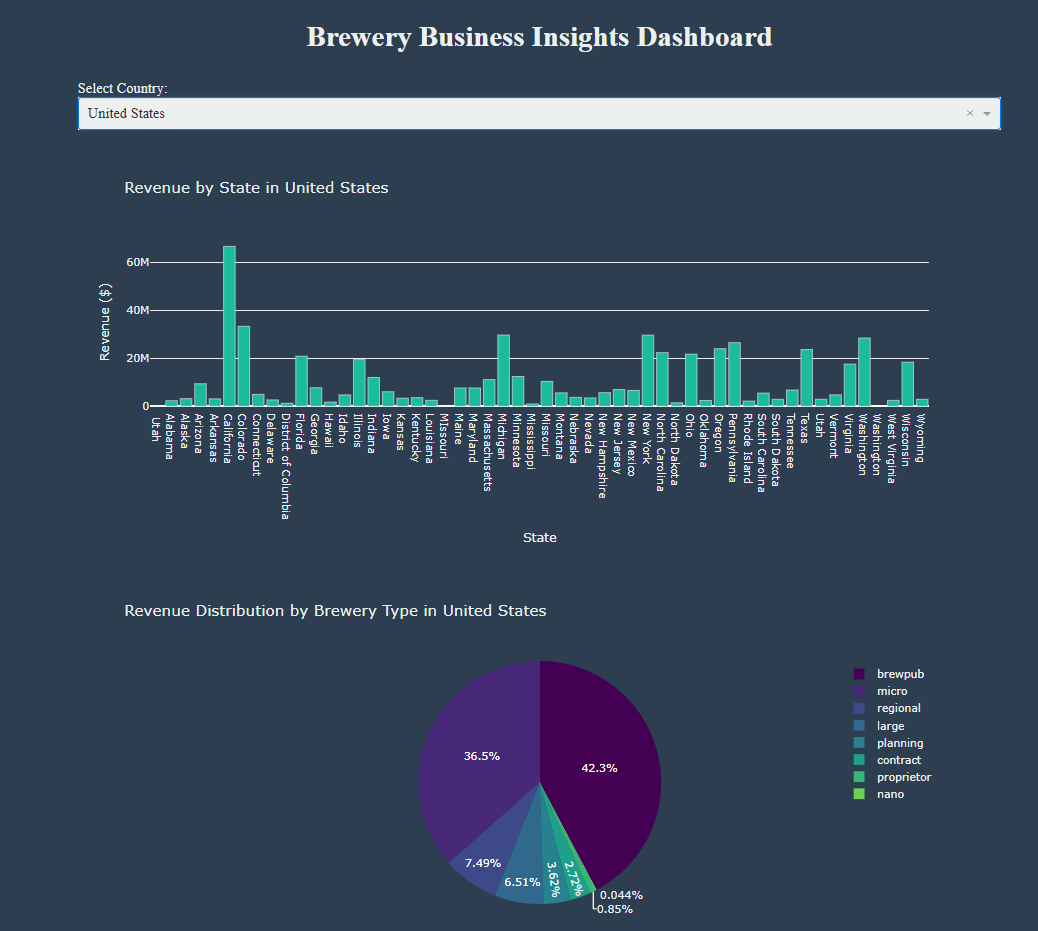 Brewery Business Insights Dashboard
Select Country:
United States
×
Revenue by State in United States
Revenue ($)
60M
40M
20M
0
Utah
Alabama
Alaska
Arizona
Arkansas
California
Colorado
Connecticut
Delaware
District of Columbia
Florida
Georgia
Hawaii
Idaho
Illinois
Indiana
Iowa
Kansas
Kentucky
Louisiana
MIssouri
Maine
Maryland
Massachusetts
Michigan
Minnesota
Mississippi
Missouri
Montana
Nebraska
Nevada
New Hampshire
New Jersey
New Mexico
New York
North Carolina
North Dakota
Ohio
Oklahoma
Oregon
Pennsylvania
Rhode Island
South Carolina
South Dakota
Tennessee
Texas
Utah
Vermont
Virginia
Washington
Washington
West Virginia
Wisconsin
Wyoming
State
Revenue Distribution by Brewery Type in United States
42.3%
36.5%
7.49%
6.51%
3.62%
2.72%
0.044%
0.85%
brewpub
micro
regional
large
planning
contract
proprietor
nano